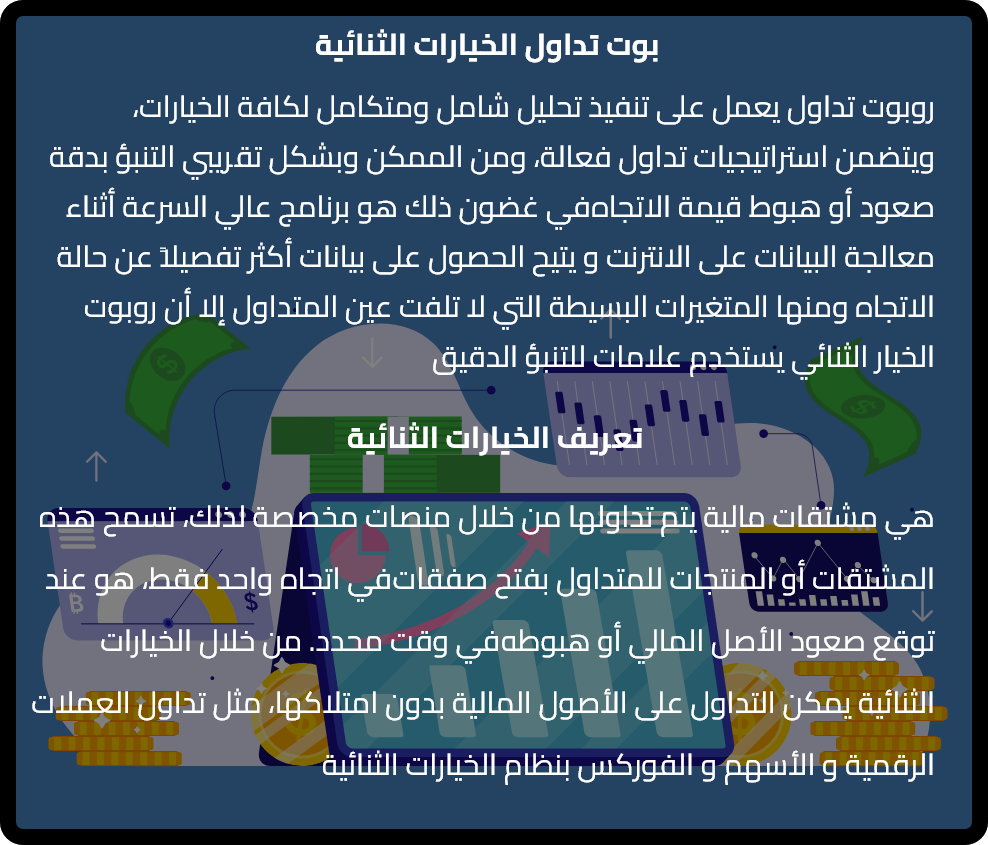 بوت تداول الخيارات الثنائية
روبوت تداول يعمل على تنفيذ تحليل شامل ومتكامل لكافة الخيارات،
ويتضمن استراتيجيات تداول فعالة، ومن الممكن وبشكل تقريبي التنبؤ بدقة
صعود أو هبوط قيمة الاتجاه‌في غضون ذلك هو برنامج عالي السرعة أثناء
معالجة البيانات على الانترنت و يتيح الحصول على بيانات أكثر تفصيلاً عن حالة
الاتجاه ومنها المتغيرات البسيطة التي لا تلفت عين المتداول إلا أن روبوت
الخيار الثنائي يستخدم علامات للتنبؤ الدقيق
تعريف الخيارات الثنائية
هي مشتقات مالية يتم تداولها من خلال منصات مخصصة لذلك، تسمح هذه
المشتقات أو المنتجات للمتداول بفتح صفقات‌في اتجاه واحد فقط، هو عند
توقع صعود الأصل المالي أو هبوطه‌في وقت محدد. من خلال الخيارات
الثنائية يمكن التداول على الأصول المالية بدون امتلاكها، مثل تداول العملات
الرقمية و الأسهم و الفوركس بنظام الخيارات الثنائية